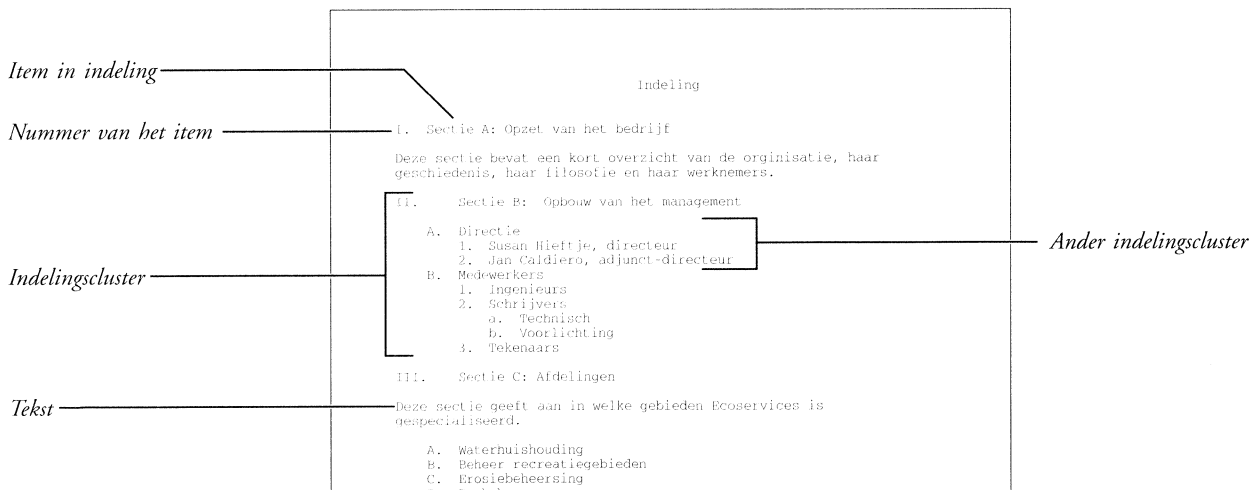 Item in indeling
Indeling
Nummer van het item
I. Sectie A: Opzet van het bedrijf
Deze sectie bevat een kort overzicht van de orginisatie, haar
geschiedenis, haar filosofie en haar werknemers.
II. Sectie B: Opbouw van het management
A. Directie
1. Susan Hieftje, directeur
2. Jan Caldiero, adjunct-directeur
Ander indelingscluster
Indelingscluster
B. Medewerkers
1. Ingenieurs
2. Schrijvers
a. Technisch
b. Voorlichting
3. Tekenaars
III. Sectie C: Afdelingen
Tekst
Deze sectie geeft aan in welke gebieden Ecoservices is
gespecialiseerd.
A. Waterhuishouding
B. Beheer recreatiegebieden
C. Erosiebeheersing